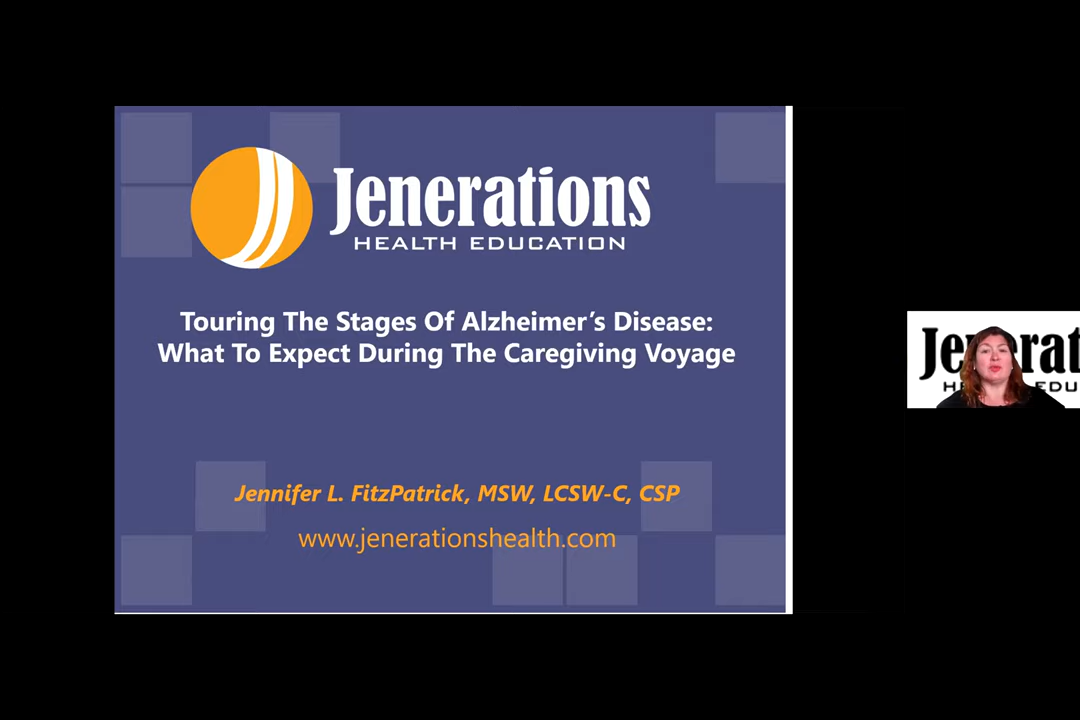 Jenerations
HEALTH EDUCATION
Touring The Stages Of Alzheimer’s Disease:
What To Expect During The Caregiving Voyage
Jennifer L. FitzPatrick, MSW, LCSW-C, CSP
www.jenerationshealth.com